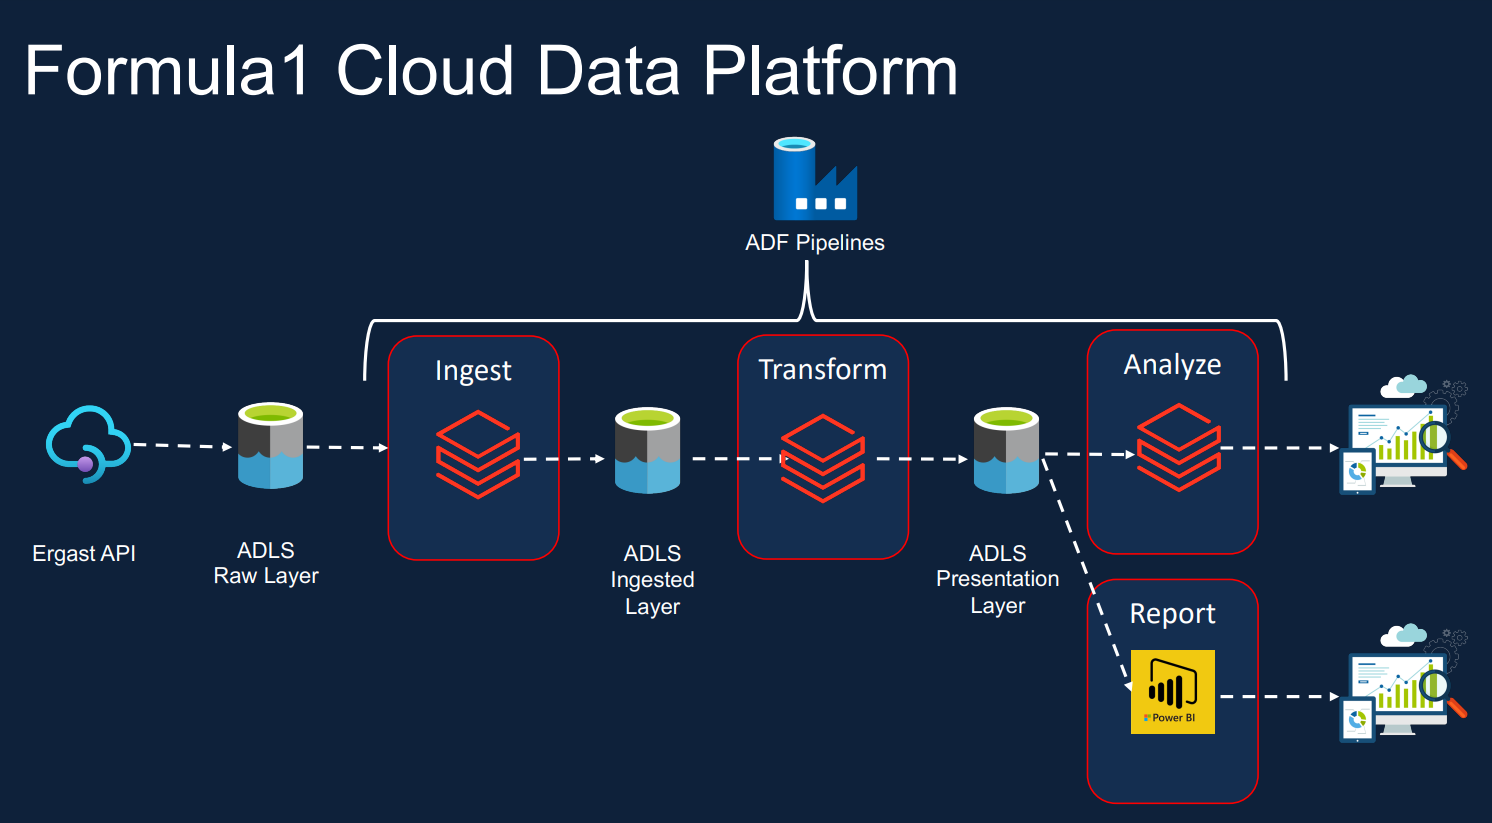 Formula1 Cloud Data Platform
ADF Pipelines
Ingest
Transform
Analyze
Ergast API
ADLS
Raw Layer
ADLS
Ingested
Layer
ADLS
Presentation
Layer
Report
Power BI